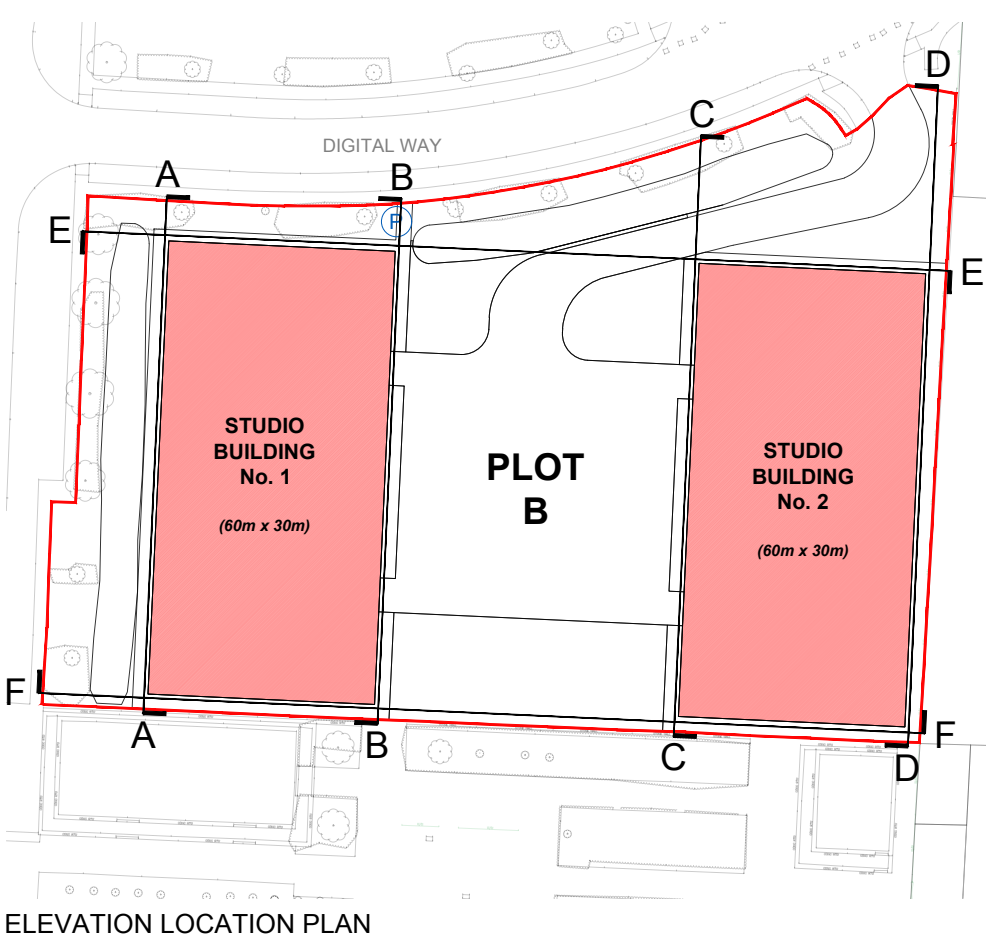 D
C
DIGITAL WAY
A
B
P
E
E
STUDIO
BUILDING
No. 1
(60m x 30m)
PLOT
B
STUDIO
BUILDING
No. 2
(60m x 30m)
F
F
A
B
C
D
ELEVATION LOCATION PLAN